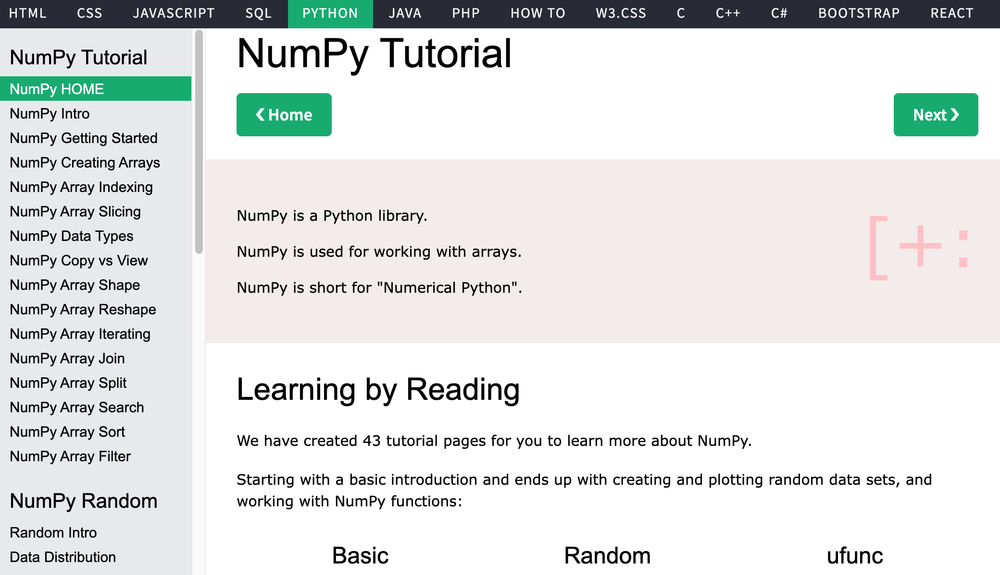 HTML CSS JAVASCRIPT SQL PYTHON JAVA PHP HOW TO W3.CSS C C++ C# BOOTSTRAP REACT
NumPy Tutorial
NumPy HOME
NumPy Intro
NumPy Getting Started
NumPy Creating Arrays
NumPy Array Indexing
NumPy Array Slicing
NumPy Data Types
NumPy Copy vs View
NumPy Array Shape
NumPy Array Reshape
NumPy Array Iterating
NumPy Array Join
NumPy Array Split
NumPy Array Search
NumPy Array Sort
NumPy Array Filter
NumPy Random
Random Intro
Data Distribution
NumPy Tutorial
❮ Home
Next ❯
NumPy is a Python library.
NumPy is used for working with arrays.
NumPy is short for "Numerical Python".
[+:
Learning by Reading
We have created 43 tutorial pages for you to learn more about NumPy.
Starting with a basic introduction and ends up with creating and plotting random data sets, and
working with NumPy functions:
Basic Random ufunc